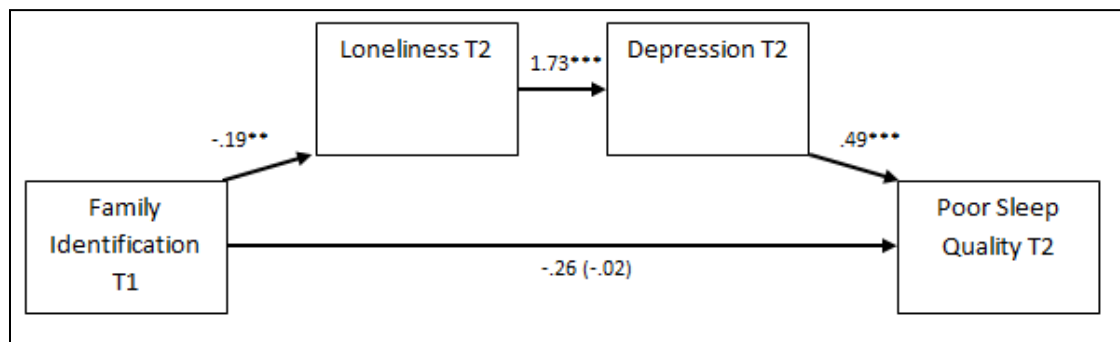 Loneliness T2
1.73***
Depression T2
-.19**
.49***
Family
Identification
T1
Poor Sleep
Quality T2
-.26 (-.02)